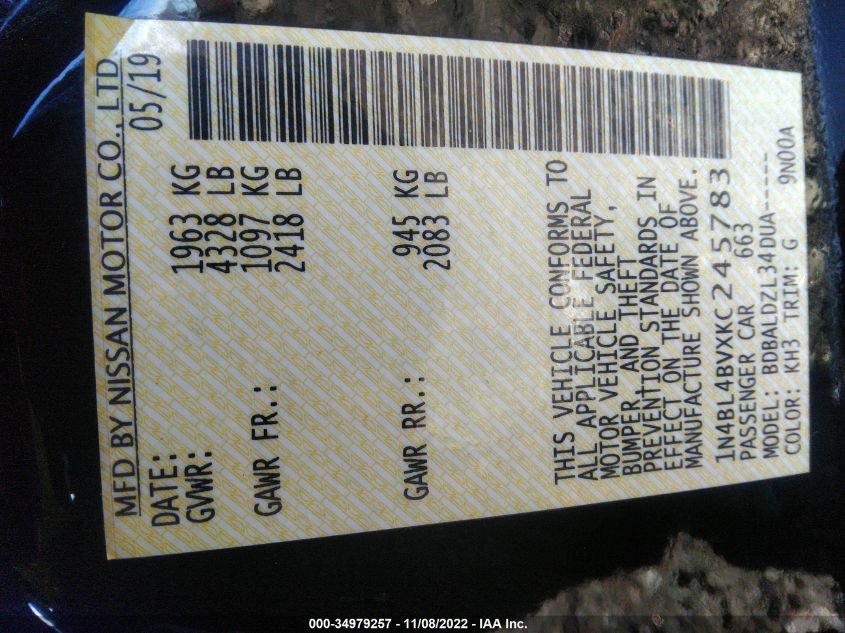 MFD BY NISSAN MOTOR CO., LTD.
DATE: 05/19
GVWR: 1963 KG
4328 LB
GAWR FR.: 1097 KG
2418 LB
GAWR RR.: 945 KG
2083 LB
THIS VEHICLE CONFORMS TO
ALL APPLICABLE FEDERAL
MOTOR VEHICLE SAFETY,
BUMPER, AND THEFT
PREVENTION STANDARDS IN
EFFECT ON THE DATE OF
MANUFACTURE SHOWN ABOVE.
1N4BL4BVXKC245783
PASSENGER CAR 663
MODEL: BDBALDZL34DUA-----
COLOR: KH3 TRIM: G 9N00A
000-34979257 - 11/08/2022 - IAA Inc.